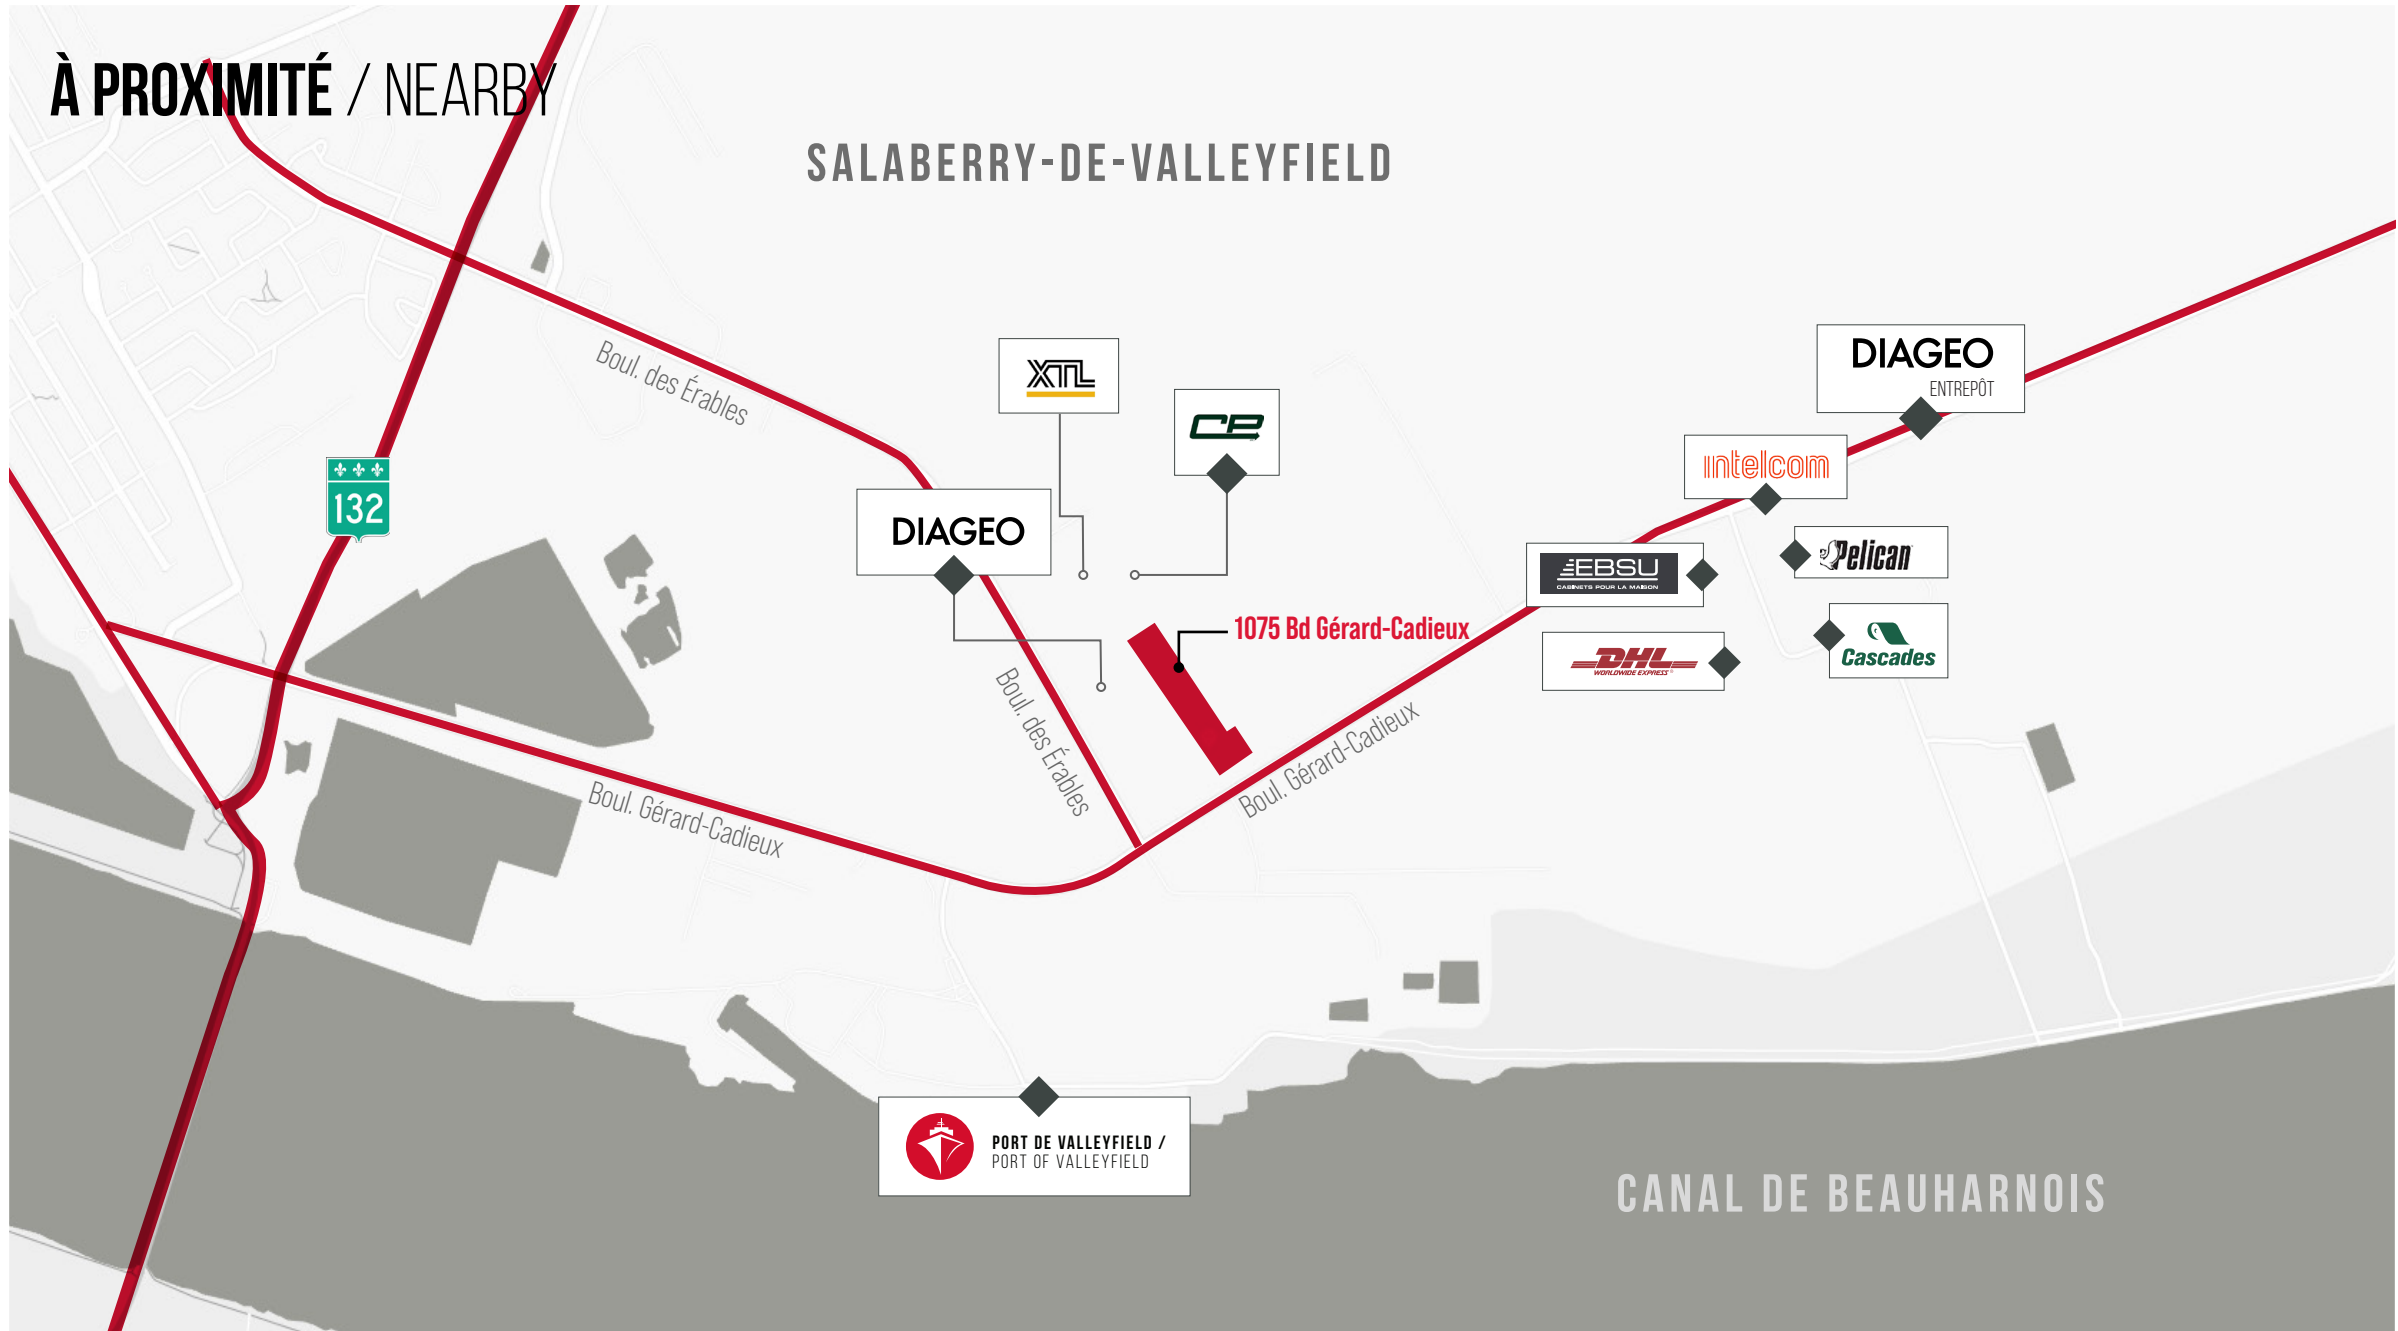 À PROXIMITÉ / NEARBY
SALABERRY-DE-VALLEYFIELD
Boul. des Érables
XTL
CP
DIAGEO
ENTREPÔT
intelcom
132
DIAGEO
Pelican
EBSU
CABINETS POUR LA MAISON
1075 Bd Gérard-Cadieux
DHL
WORLDWIDE EXPRESS®
Cascades
Boul. des Érables
Boul. Gérard-Cadieux
Boul. Gérard-Cadieux
PORT DE VALLEYFIELD /
PORT OF VALLEYFIELD
CANAL DE BEAUHARNOIS